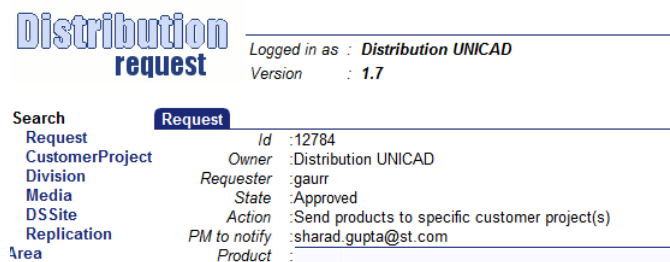 Distribution
request
Logged in as : Distribution UNICAD
Version : 1.7
Search
Request
CustomerProject
Division
Media
DSSite
Replication
Area
Request
Id :12784
Owner :Distribution UNICAD
Requester :gaurr
State :Approved
Action :Send products to specific customer project(s)
PM to notify :sharad.gupta@st.com
Product :